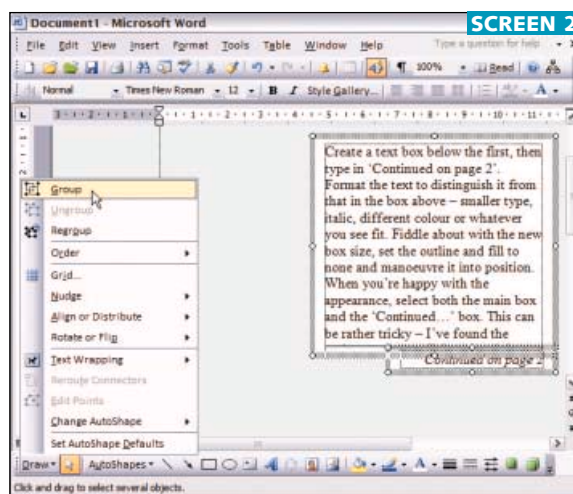 Document1 - Microsoft Word
SCREEN 2
File Edit View Insert Format Tools Table Window Help Type a question for help
100% Read
Normal Times New Roman 12 B I Style Gallery...
Create a text box below the first, then
type in ‘Continued on page 2’.
Format the text to distinguish it from
that in the box above – smaller type,
italic, different colour or whatever
you see fit. Fiddle about with the new
box size, set the outline and fill to
none and manoeuvre it into position.
When you’re happy with the
appearance, select both the main box
and the ‘Continued…’ box. This can
be rather tricky – I’ve found the
Continued on page 2
Group
Ungroup
Regroup
Order
Grid...
Nudge
Align or Distribute
Rotate or Flip
Text Wrapping
Reroute Connectors
Edit Points
Change AutoShape
Set AutoShape Defaults
Draw AutoShapes
Click and drag to select several objects.